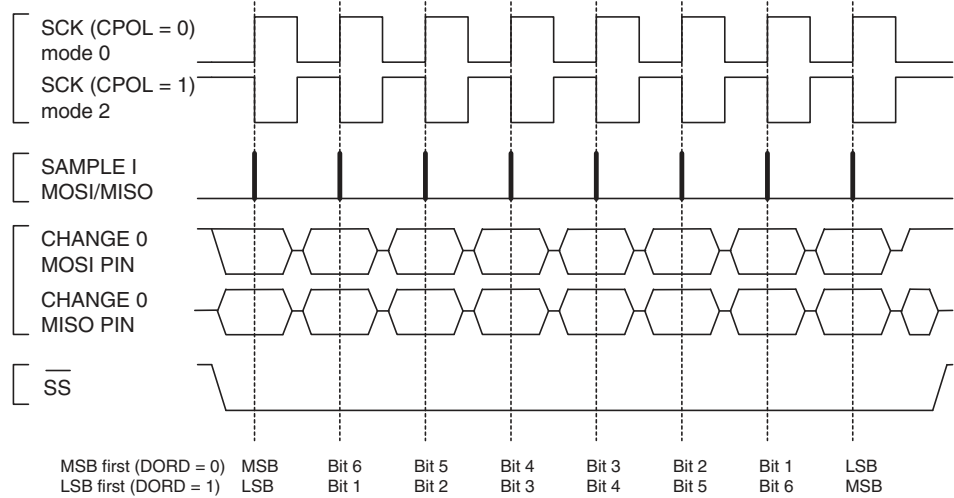 SCK (CPOL = 0)
mode 0
SCK (CPOL = 1)
mode 2
SAMPLE I
MOSI/MISO
CHANGE 0
MOSI PIN
CHANGE 0
MISO PIN
SS
MSB first (DORD = 0) MSB Bit 6 Bit 5 Bit 4 Bit 3 Bit 2 Bit 1 LSB
LSB first (DORD = 1) LSB Bit 1 Bit 2 Bit 3 Bit 4 Bit 5 Bit 6 MSB